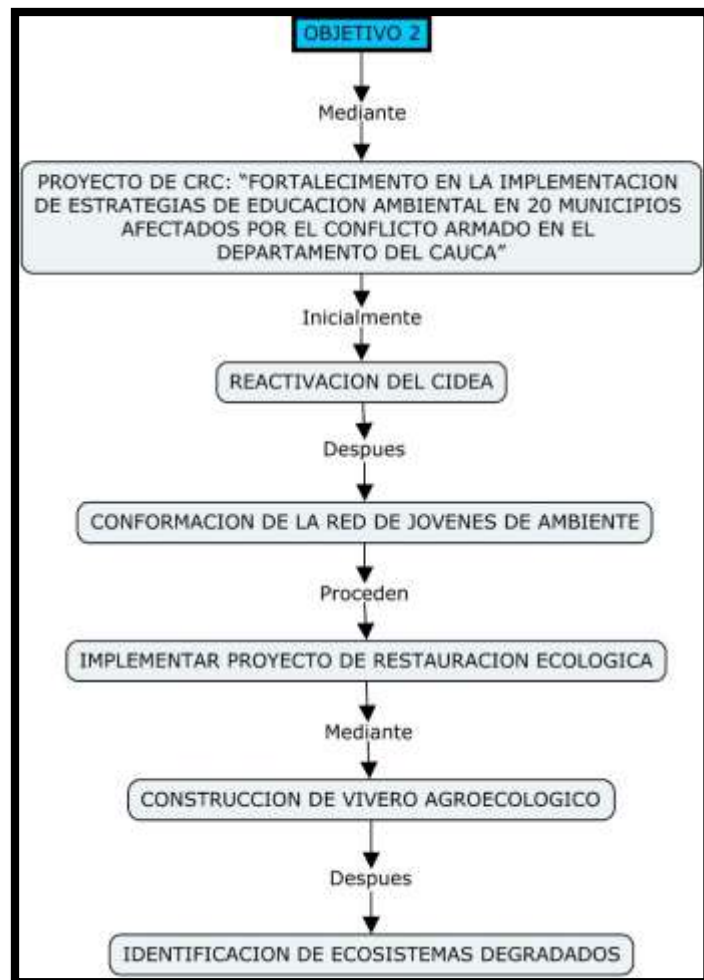 OBJETIVO 2
Mediante
PROYECTO DE CRC: “FORTALECIMENTO EN LA IMPLEMENTACION
DE ESTRATEGIAS DE EDUCACION AMBIENTAL EN 20 MUNICIPIOS
AFECTADOS POR EL CONFLICTO ARMADO EN EL
DEPARTAMENTO DEL CAUCA”
Inicialmente
REACTIVACION DEL CIDEA
Despues
CONFORMACION DE LA RED DE JOVENES DE AMBIENTE
Proceden
IMPLEMENTAR PROYECTO DE RESTAURACION ECOLOGICA
Mediante
CONSTRUCCION DE VIVERO AGROECOLOGICO
Despues
IDENTIFICACION DE ECOSISTEMAS DEGRADADOS